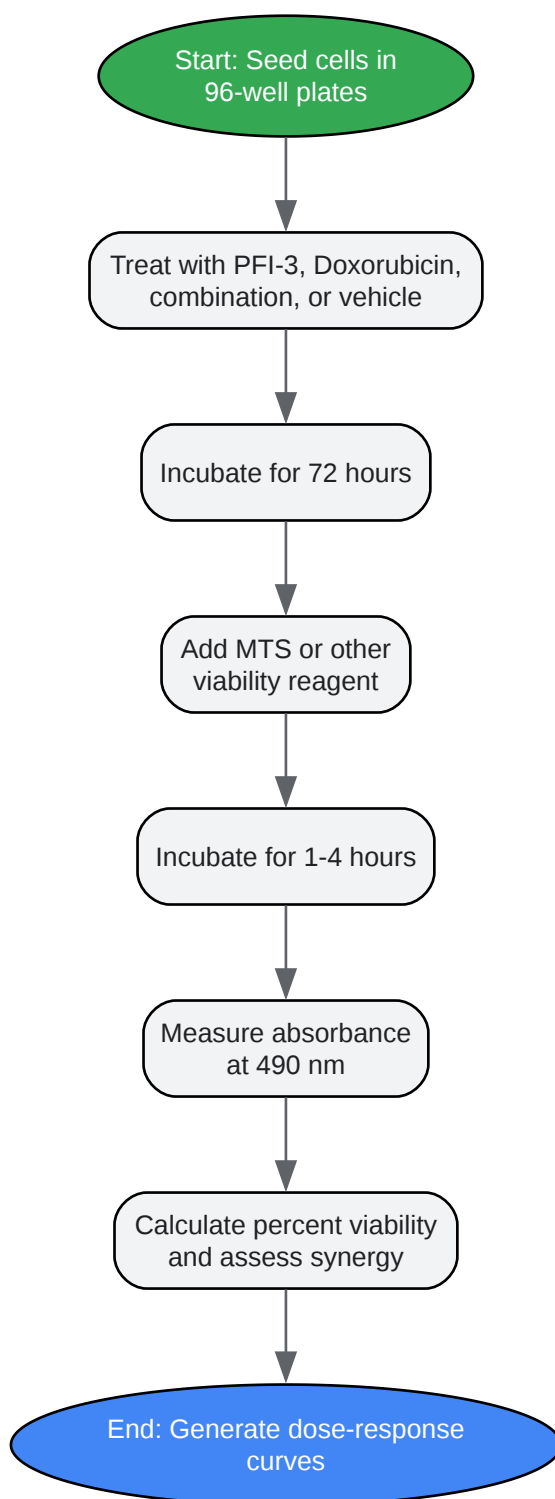 Start: Seed cells in
96-well plates
Treat with PFI-3, Doxorubicin,
combination, or vehicle
Incubate for 72 hours
Add MTS or other
viability reagent
Incubate for 1-4 hours
Measure absorbance
at 490 nm
Calculate percent viability
and assess synergy
End: Generate dose-response
curves